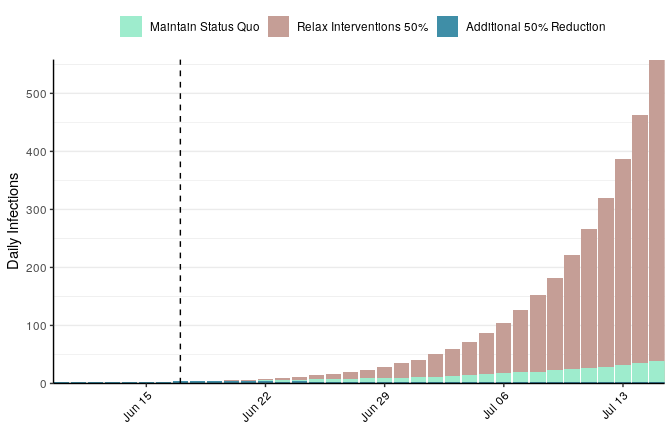 Maintain Status Quo Relax Interventions 50% Additional 50% Reduction
Daily Infections
500
400
300
200
100
0
Jun 15 Jun 22 Jun 29 Jul 06 Jul 13